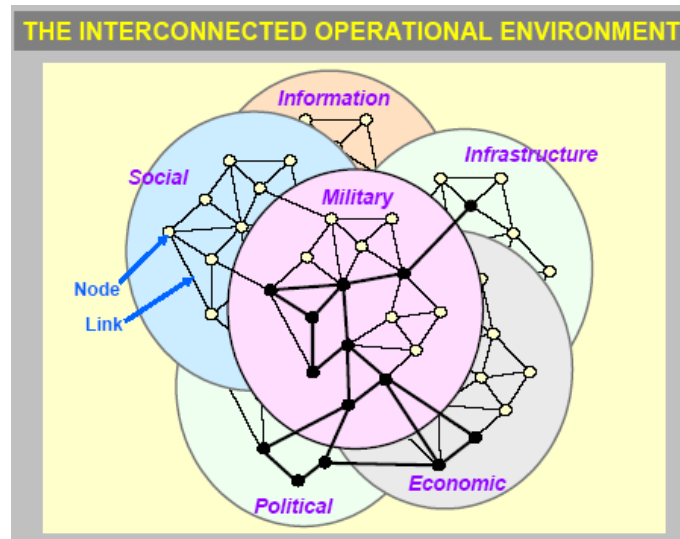 THE INTERCONNECTED OPERATIONAL ENVIRONMENT
Information
Infrastructure
Social
Military
Node
Link
Economic
Political